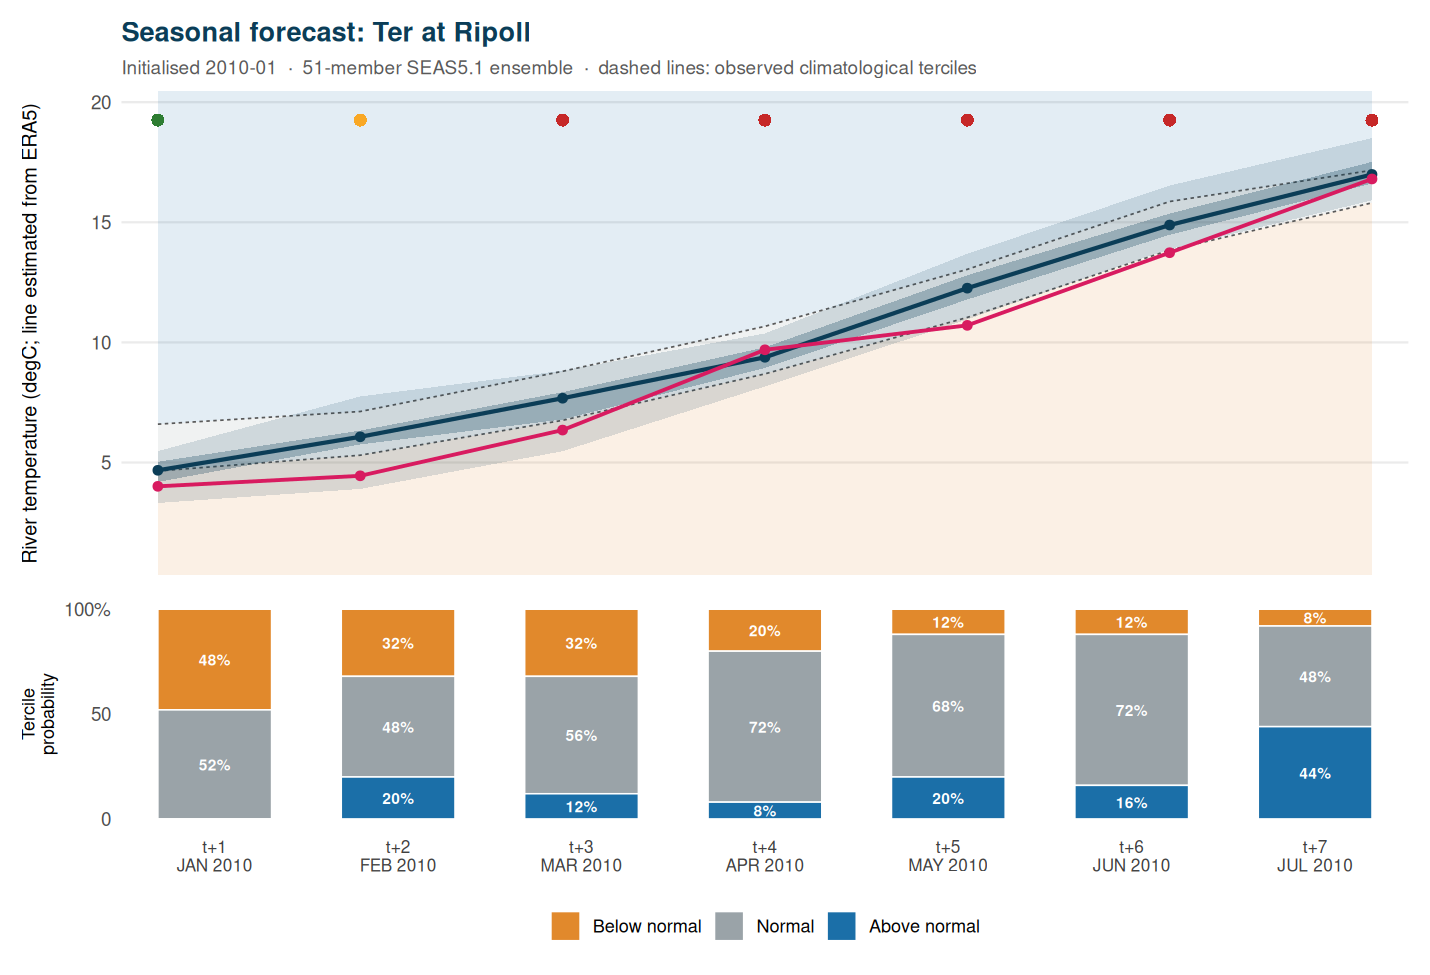 Seasonal forecast: Ter at Ripoll
Initialised 2010-01 · 51-member SEAS5.1 ensemble · dashed lines: observed climatological terciles
River temperature (degC; line estimated from ERA5)
20
15
10
5
Tercile
probability
100%
50
0
48%
52%
32%
48%
20%
32%
56%
12%
20%
72%
8%
12%
68%
20%
12%
72%
16%
8%
48%
44%
t+1
JAN 2010
t+2
FEB 2010
t+3
MAR 2010
t+4
APR 2010
t+5
MAY 2010
t+6
JUN 2010
t+7
JUL 2010
Below normal
Normal
Above normal